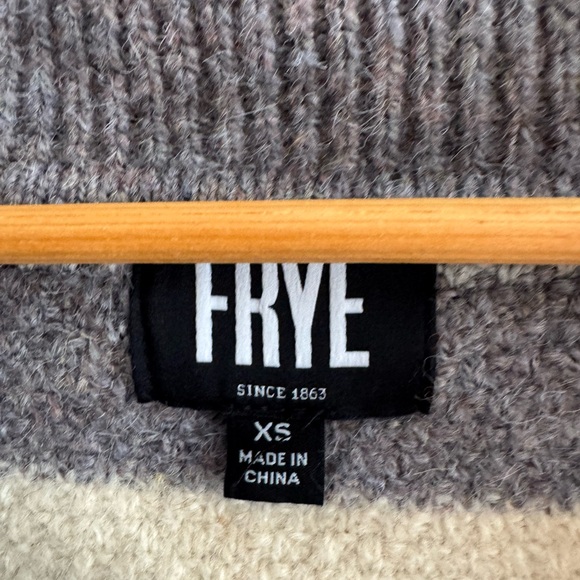 FRYE
SINCE 1863
XS
MADE IN
CHINA